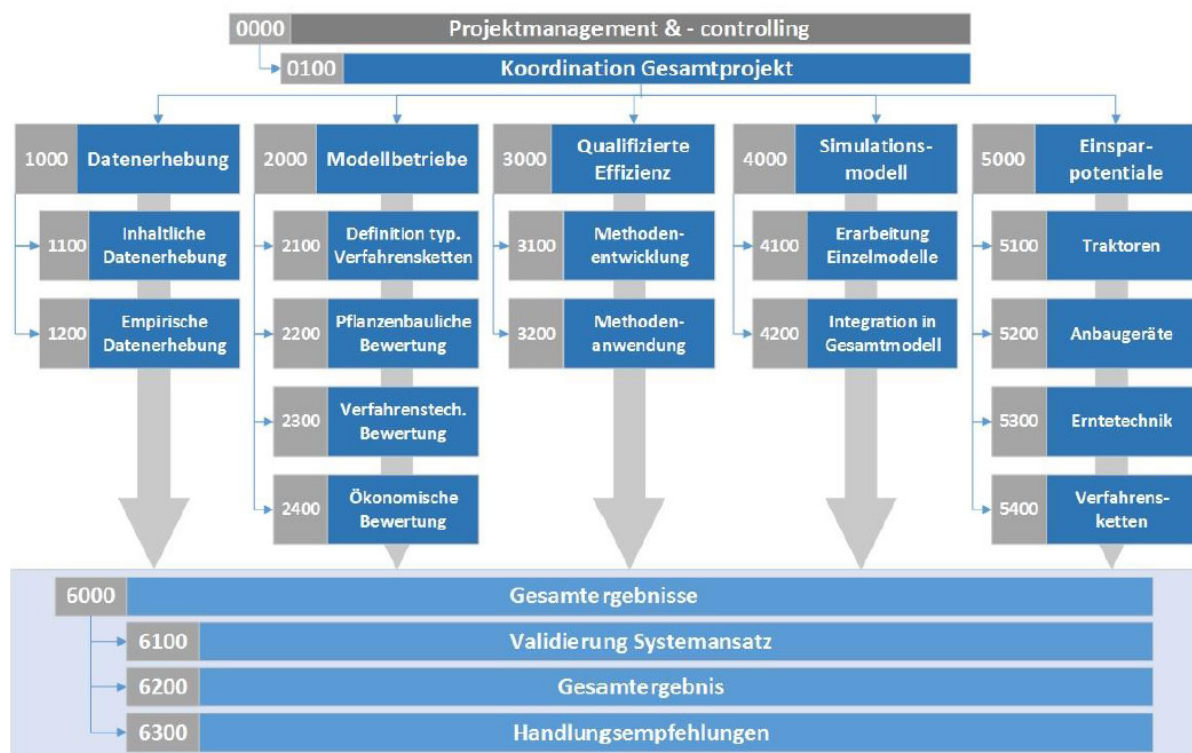 0000 Projektmanagement & - controlling
0100 Koordination Gesamtprojekt
1000 Datenerhebung
1100 Inhaltliche
Datenerhebung
1200 Empirische
Datenerhebung
2000 Modellbetriebe
2100 Definition typ.
Verfahrensketten
2200 Pflanzenbauliche
Bewertung
2300 Verfahrenstech.
Bewertung
2400 Ökonomische
Bewertung
3000 Qualifizierte
Effizienz
3100 Methoden-
entwicklung
3200 Methoden-
anwendung
4000 Simulations-
modell
4100 Erarbeitung
Einzelmodelle
4200 Integration in
Gesamtmodell
5000 Einspar-
potentiale
5100 Traktoren
5200 Anbaugeräte
5300 Erntetechnik
5400 Verfahrens-
ketten
6000 Gesamtergebnisse
6100 Validierung Systemansatz
6200 Gesamtergebnis
6300 Handlungsempfehlungen